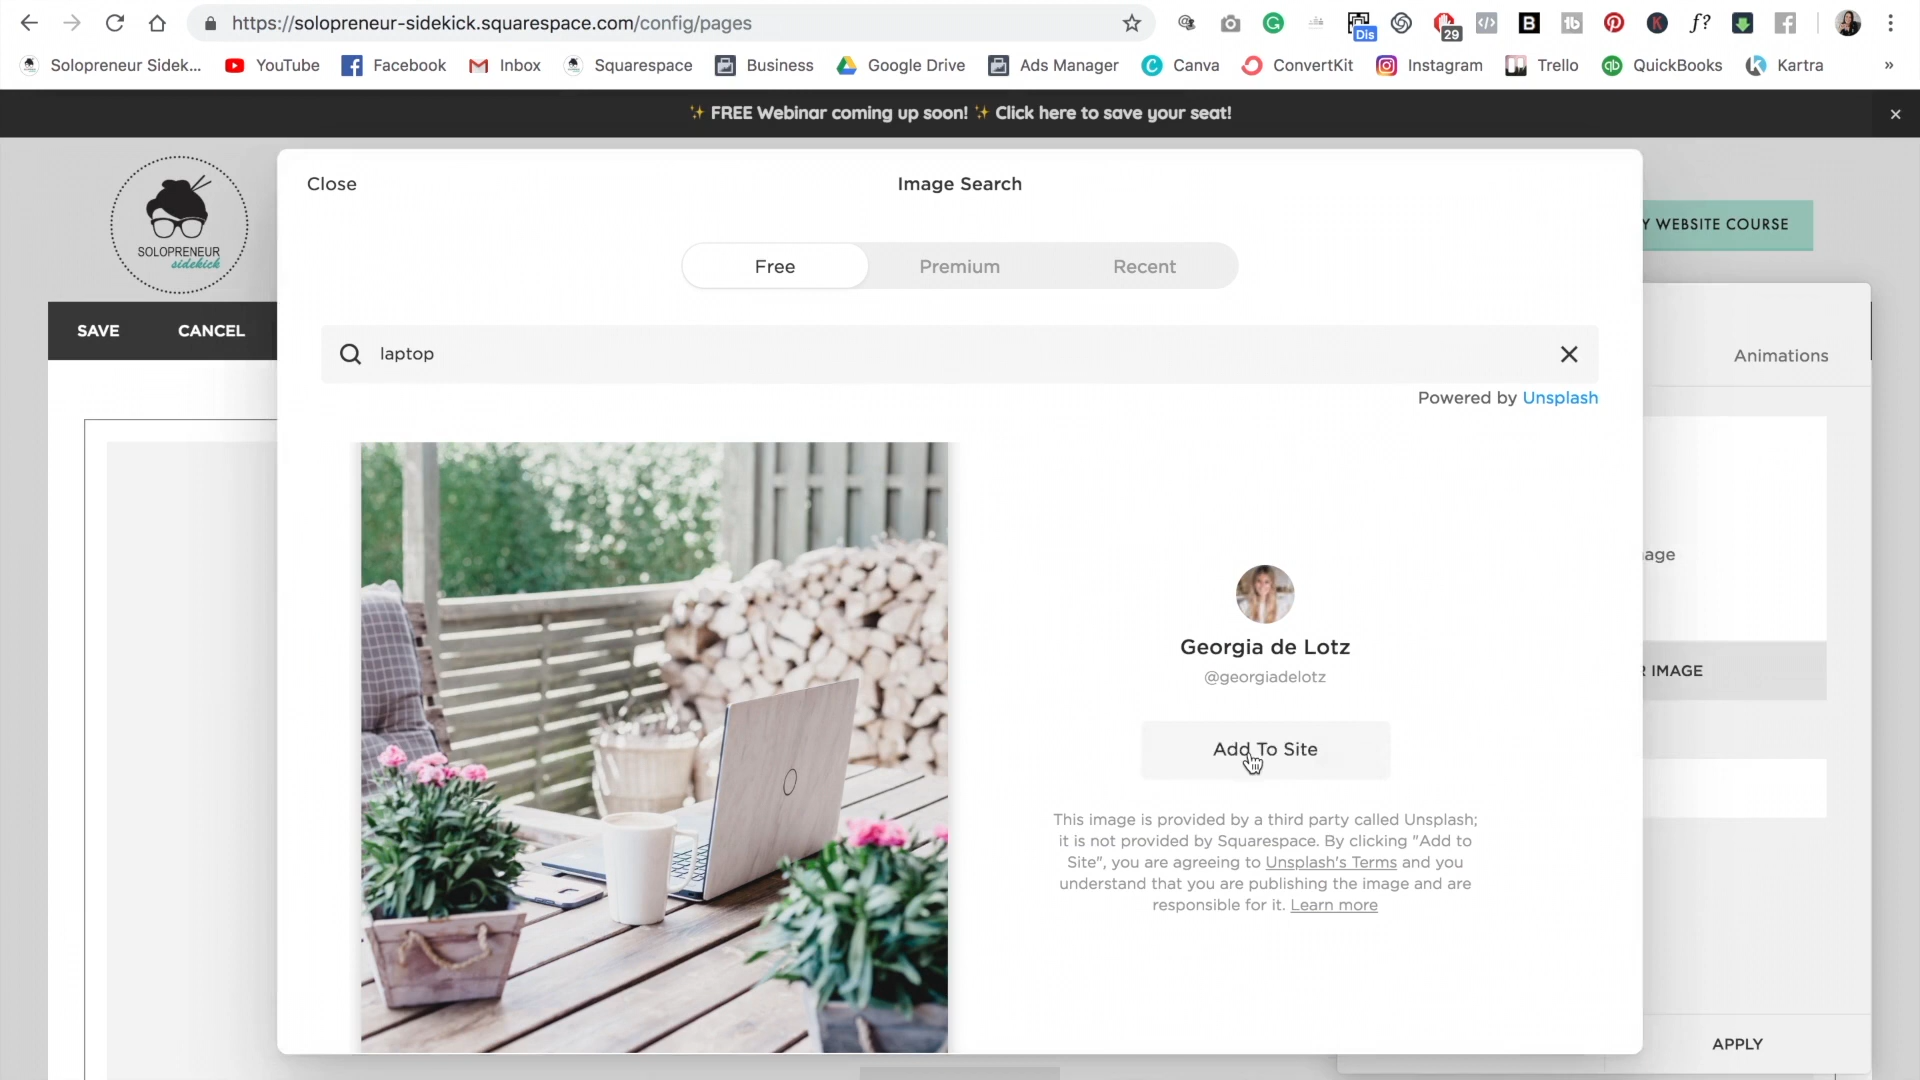 https://solopreneur-sidekick.squarespace.com/config/pages
Dis
29
</>
B
K
f?
Solopreneur Sidek...
YouTube
Facebook
Inbox
Squarespace
Business
Google Drive
Ads Manager
Canva
ConvertKit
Instagram
Trello
QuickBooks
Kartra
»
✨ FREE Webinar coming up soon! ✨ Click here to save your seat!
Close
Image Search
SOLOPRENEUR
sidekick
Y WEBSITE COURSE
Free
Premium
Recent
SAVE
CANCEL
laptop
Animations
Powered by Unsplash
age
Georgia de Lotz
@georgiadelotz
R IMAGE
Add To Site
This image is provided by a third party called Unsplash;
it is not provided by Squarespace. By clicking "Add to
Site", you are agreeing to Unsplash's Terms and you
understand that you are publishing the image and are
responsible for it. Learn more
APPLY